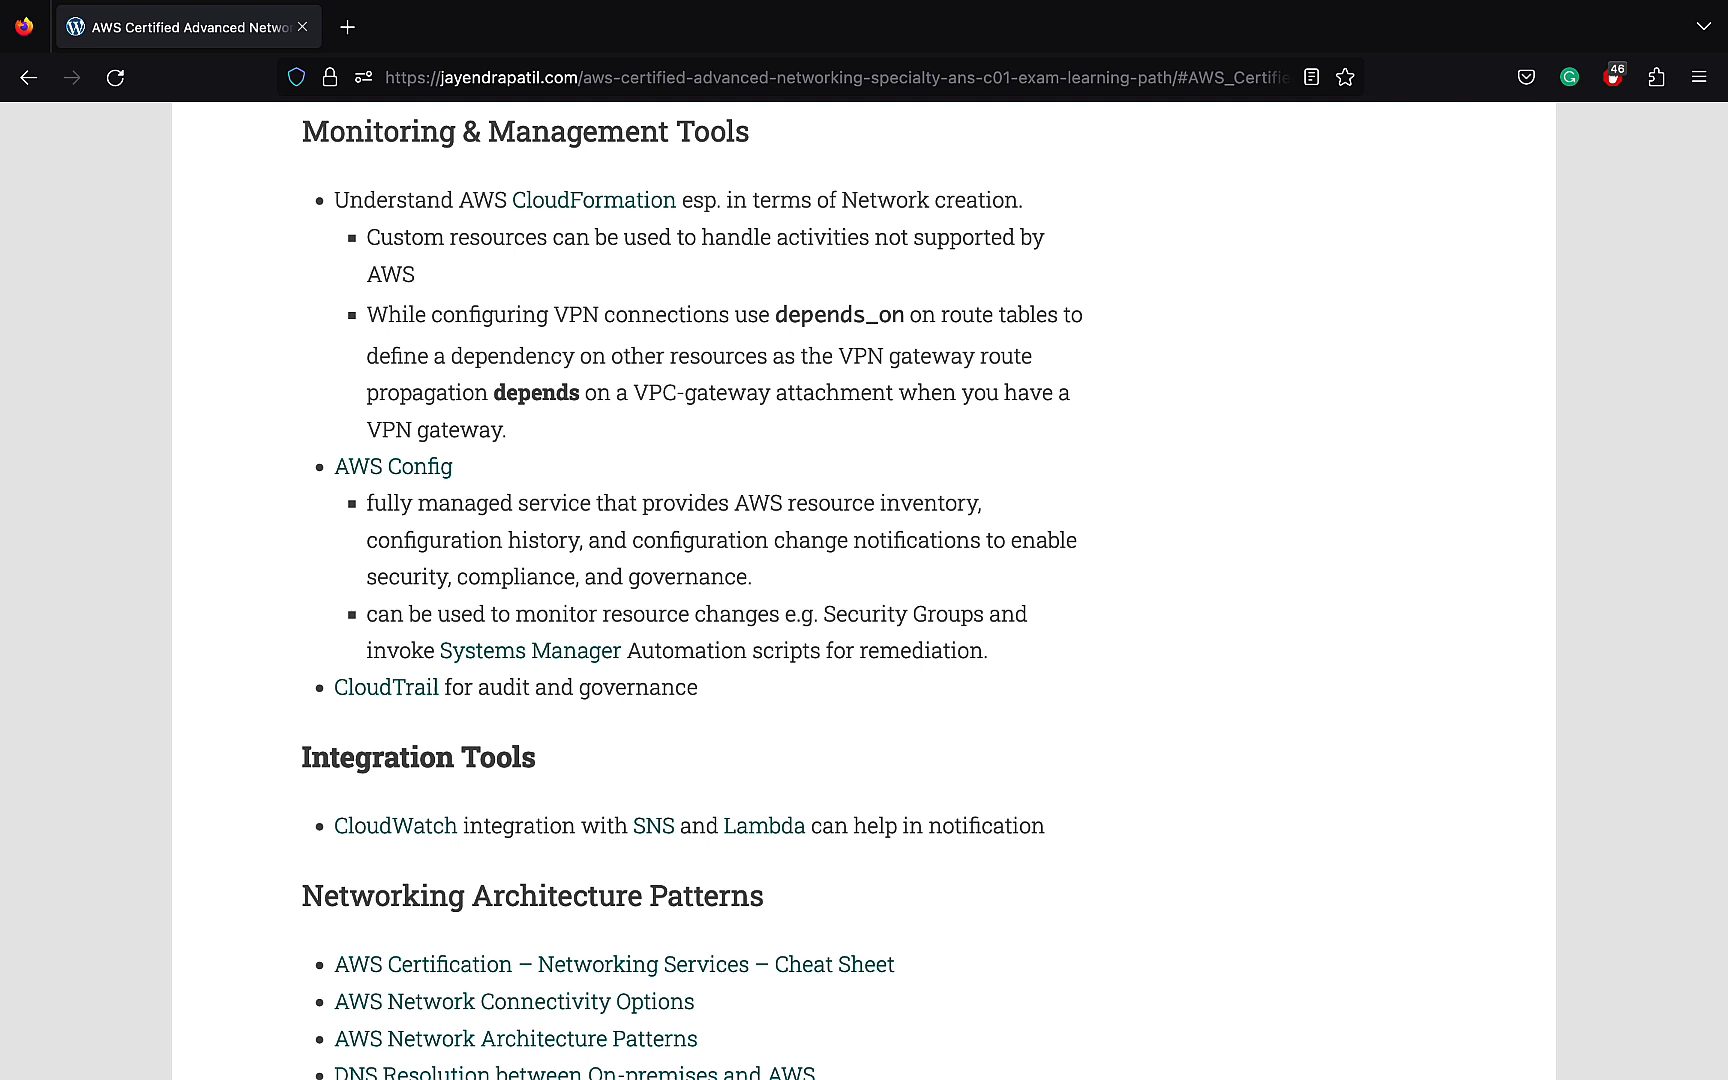 AWS Certified Advanced Networ
https://jayendrapatil.com/aws-certified-advanced-networking-specialty-ans-c01-exam-learning-path/#AWS_Certifie
46
Monitoring & Management Tools
• Understand AWS CloudFormation esp. in terms of Network creation.
▪ Custom resources can be used to handle activities not supported by
AWS
▪ While configuring VPN connections use depends_on on route tables to
define a dependency on other resources as the VPN gateway route
propagation depends on a VPC-gateway attachment when you have a
VPN gateway.
• AWS Config
▪ fully managed service that provides AWS resource inventory,
configuration history, and configuration change notifications to enable
security, compliance, and governance.
▪ can be used to monitor resource changes e.g. Security Groups and
invoke Systems Manager Automation scripts for remediation.
• CloudTrail for audit and governance
Integration Tools
• CloudWatch integration with SNS and Lambda can help in notification
Networking Architecture Patterns
• AWS Certification – Networking Services – Cheat Sheet
• AWS Network Connectivity Options
• AWS Network Architecture Patterns
• DNS Resolution between On-premises and AWS